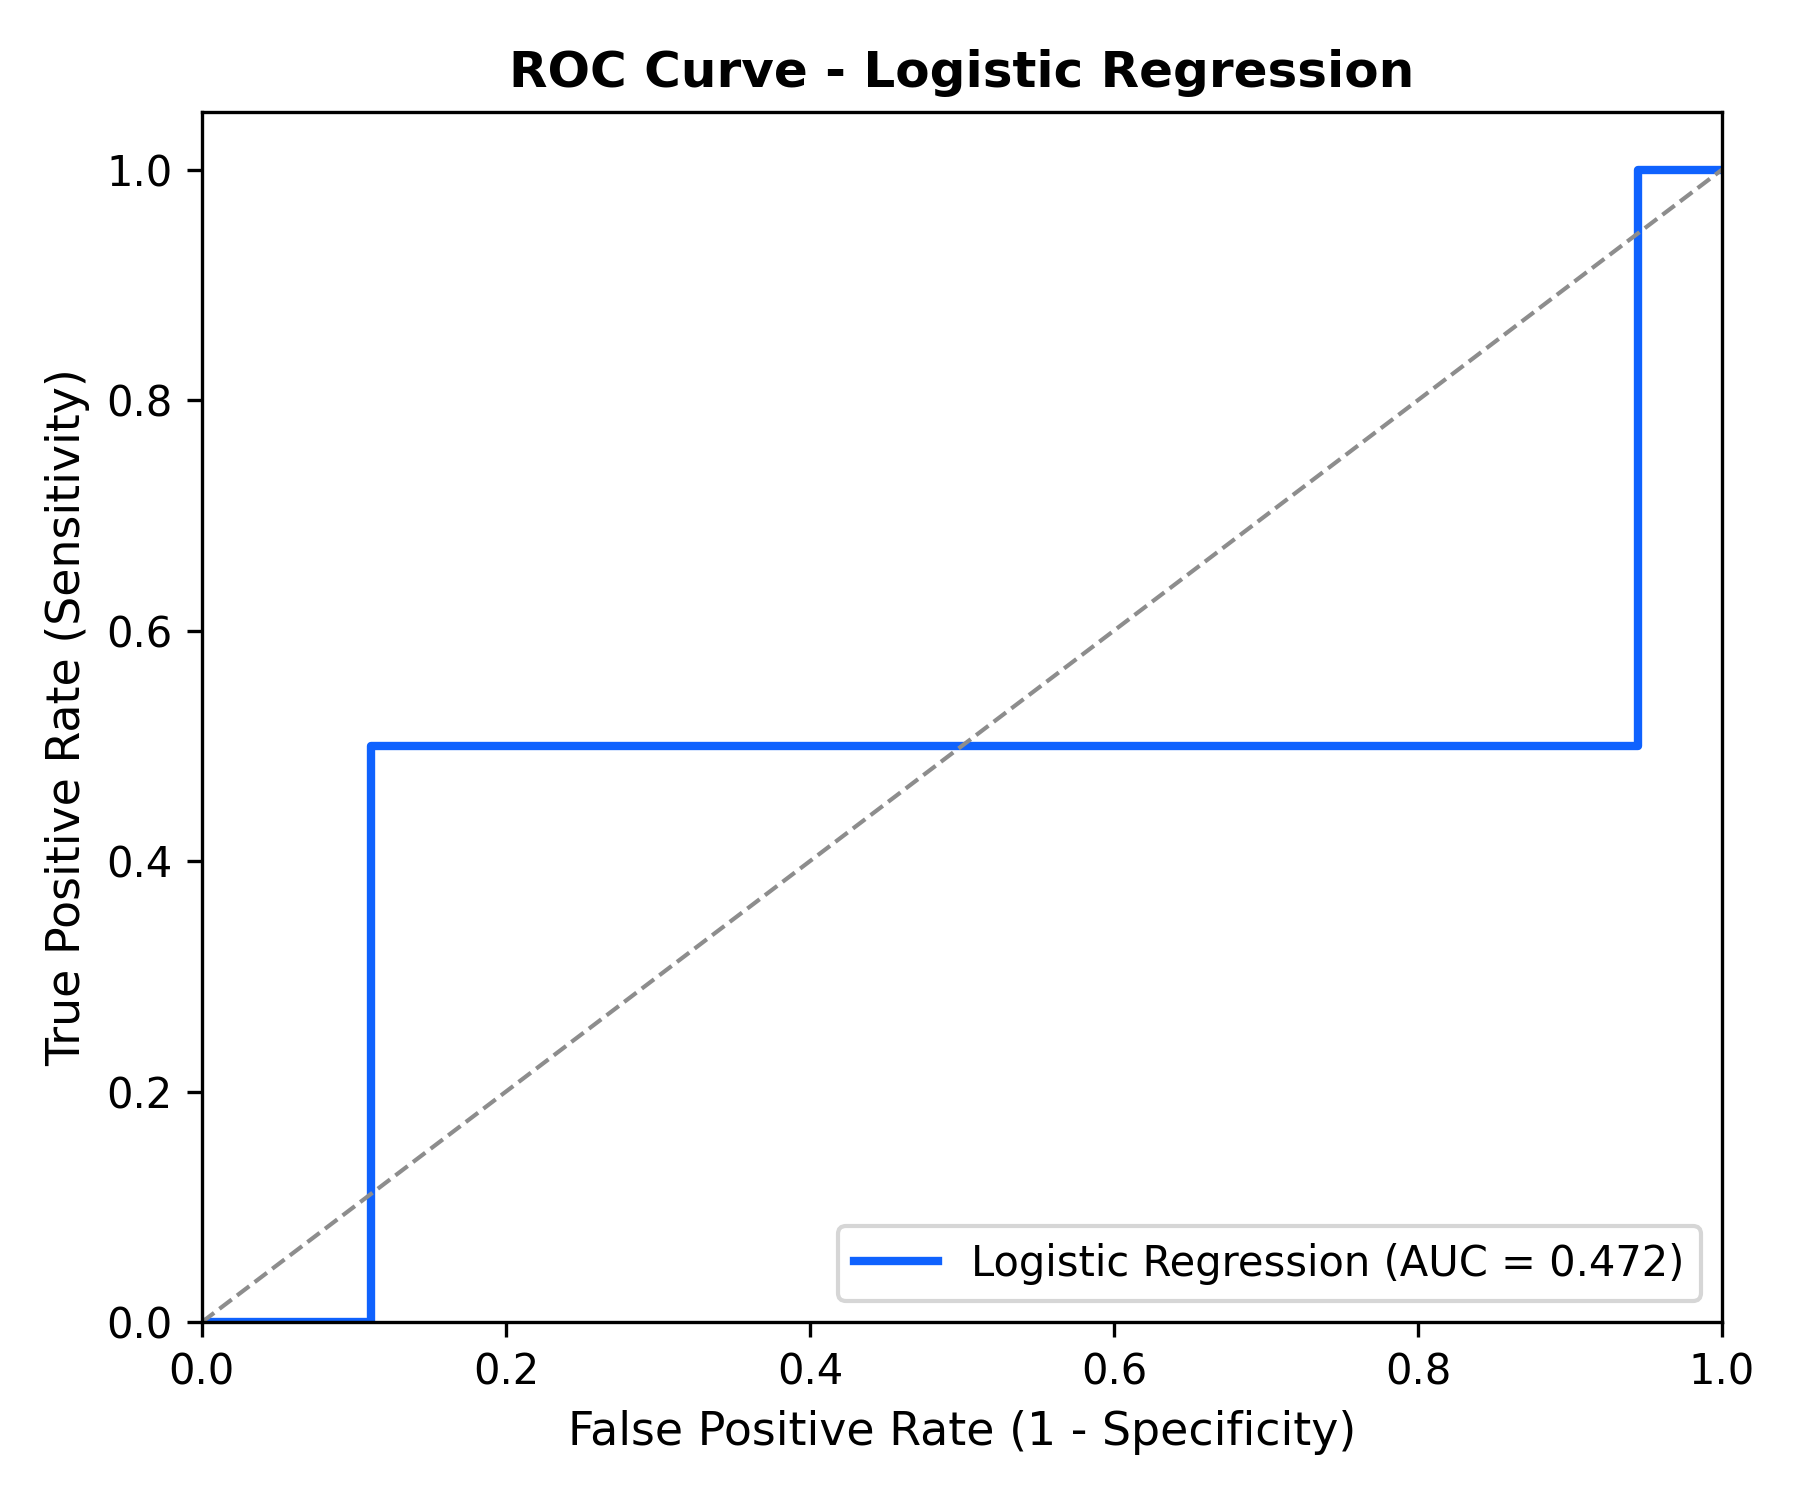 ROC Curve - Logistic Regression
True Positive Rate (Sensitivity)
1.0
0.8
0.6
0.4
0.2
0.0
Logistic Regression (AUC = 0.472)
0.0 0.2 0.4 0.6 0.8 1.0
False Positive Rate (1 - Specificity)